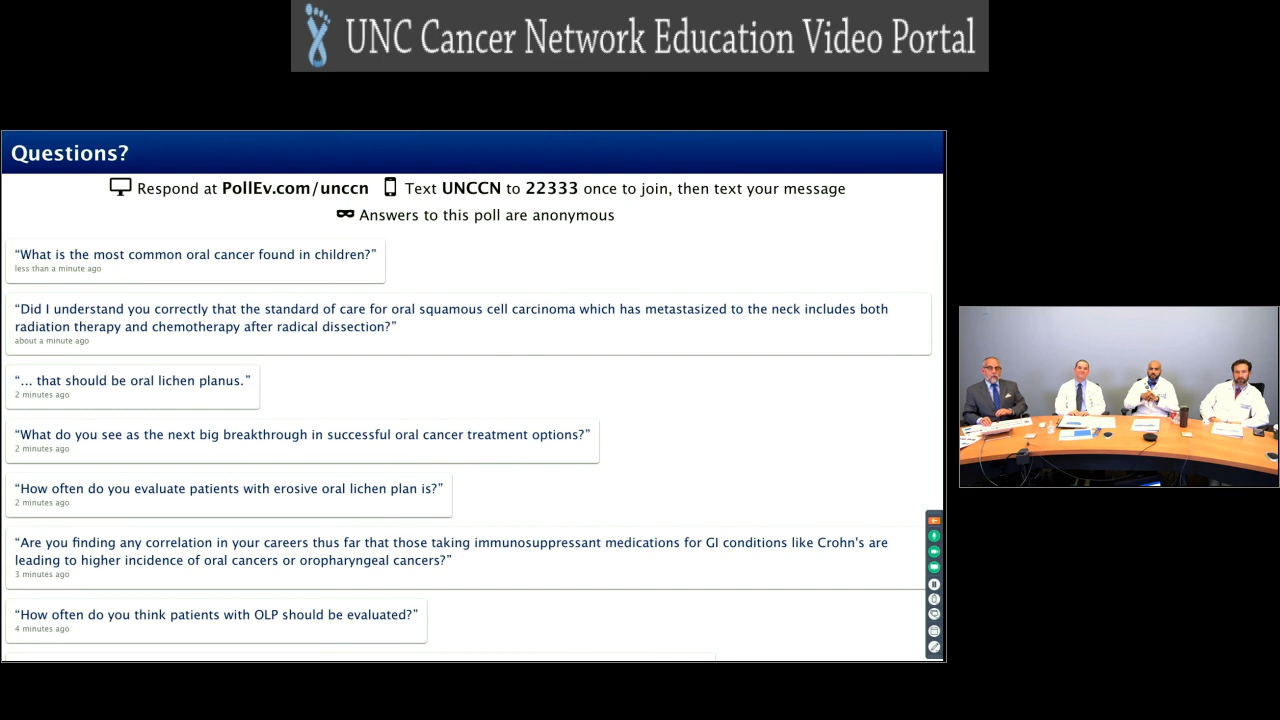 UNC Cancer Network Education Video Portal
Questions?
Respond at PollEv.com/unccn Text UNCCN to 22333 once to join, then text your message
Answers to this poll are anonymous
“What is the most common oral cancer found in children?”
less than a minute ago
“Did I understand you correctly that the standard of care for oral squamous cell carcinoma which has metastasized to the neck includes both
radiation therapy and chemotherapy after radical dissection?”
about a minute ago
“... that should be oral lichen planus.”
2 minutes ago
“What do you see as the next big breakthrough in successful oral cancer treatment options?”
2 minutes ago
“How often do you evaluate patients with erosive oral lichen plan is?”
2 minutes ago
“Are you finding any correlation in your careers thus far that those taking immunosuppressant medications for GI conditions like Crohn's are
leading to higher incidence of oral cancers or oropharyngeal cancers?”
3 minutes ago
“How often do you think patients with OLP should be evaluated?”
4 minutes ago